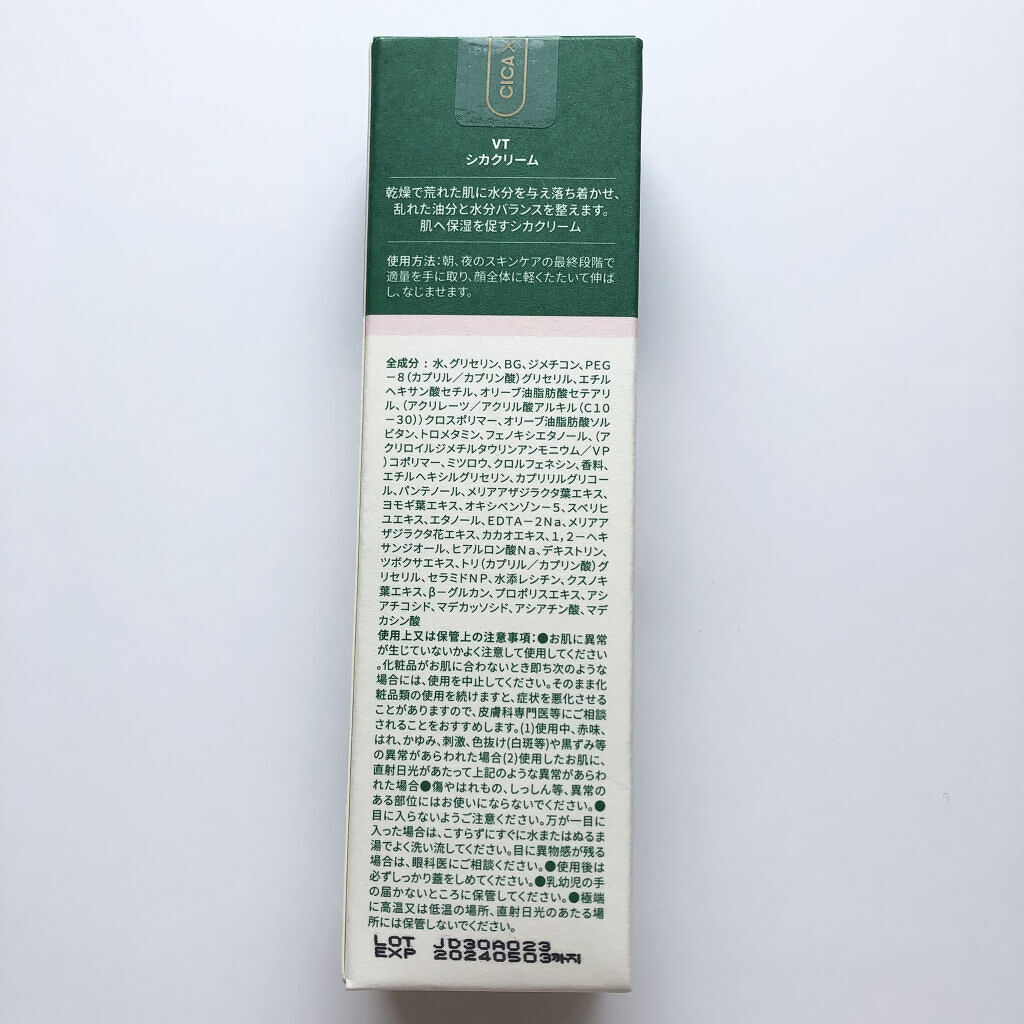 CICA X
VT
シカクリーム
乾燥で荒れた肌に水分を与え落ち着かせ、
乱れた油分と水分バランスを整えます。
肌へ保湿を促すシカクリーム
使用方法:朝、夜のスキンケアの最終段階で
適量を手に取り、顔全体に軽くたたいて伸ば
し、なじませます。
全成分 : 水、グリセリン、BG、ジメチコン、PEG
－8(カプリル／カプリン酸)グリセリル、エチル
ヘキサン酸セチル、オリーブ油脂肪酸セテアリ
ル、(アクリレーツ／アクリル酸アルキル(C10
－30))クロスポリマー、オリーブ油脂肪酸ソル
ビタン、トロメタミン、フェノキシエタノール、(ア
クリロイルジメチルタウリンアンモニウム／VP
)コポリマー、ミツロウ、クロルフェネシン、香料、
エチルヘキシルグリセリン、カプリリルグリコー
ル、パンテノール、メリアアザジラクタ葉エキス、
ヨモギ葉エキス、オキシベンゾン－5、スベリヒ
ユエキス、エタノール、EDTA－2Na、メリアア
ザジラクタ花エキス、カカオエキス、1,2－ヘキ
サンジオール、ヒアルロン酸Na、デキストリン、
ツボクサエキス、トリ(カプリル／カプリン酸)グ
リセリル、セラミドNP、水添レシチン、クスノキ
葉エキス、β－グルカン、プロポリスエキス、アシ
アチコシド、マデカッソシド、アシアチン酸、マデ
カシン酸
使用上又は保管上の注意事項:●お肌に異常
が生じていないかよく注意して使用してください
。化粧品がお肌に合わないとき即ち次のような
場合には、使用を中止してください。そのまま化
粧品類の使用を続けますと、症状を悪化させる
ことがありますので、皮膚科専門医等にご相談
されることをおすすめします。(1)使用中、赤味、
はれ、かゆみ、刺激、色抜け(白斑等)や黒ずみ等
の異常があらわれた場合(2)使用したお肌に、
直射日光があたって上記のような異常があらわ
れた場合●傷やはれもの、しっしん等、異常の
ある部位にはお使いにならないでください。●
目に入らないようご注意ください。万が一目に
入った場合は、こすらずにすぐに水またはぬるま
湯でよく洗い流してください。目に異物感が残る
場合は、眼科医にご相談ください。●使用後は
必ずしっかり蓋をしめてください。●乳幼児の手
の届かないところに保管してください。●極端
に高温又は低温の場所、直射日光のあたる場
所には保管しないでください。
LOT JD30A023
EXP 20240503까지